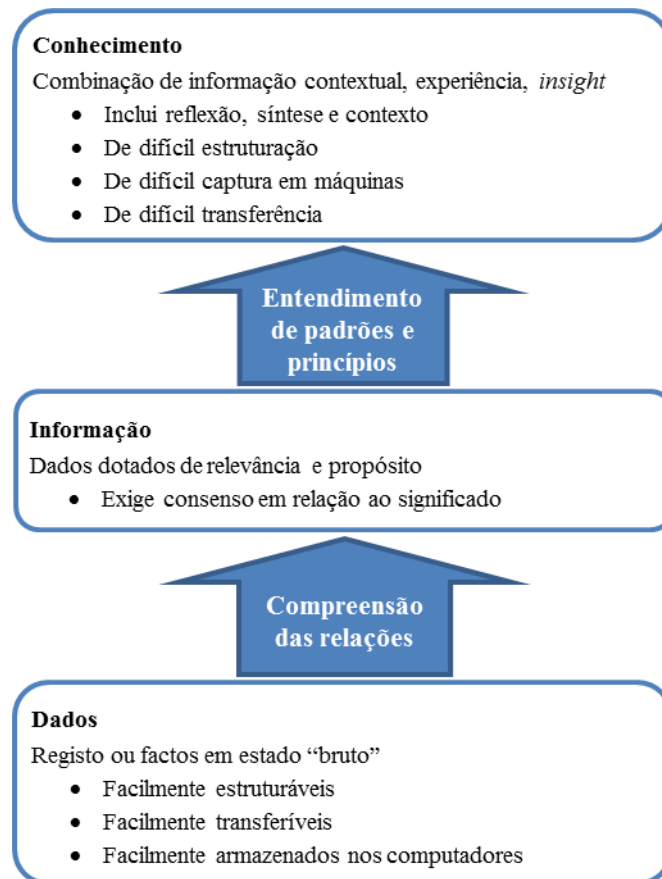 Conhecimento
Combinação de informação contextual, experiência, insight
• Inclui reflexão, síntese e contexto
• De difícil estruturação
• De difícil captura em máquinas
• De difícil transferência
Entendimento
de padrões e
princípios
Informação
Dados dotados de relevância e propósito
• Exige consenso em relação ao significado
Compreensão
das relações
Dados
Registo ou factos em estado “bruto”
• Facilmente estruturáveis
• Facilmente transferíveis
• Facilmente armazenados nos computadores